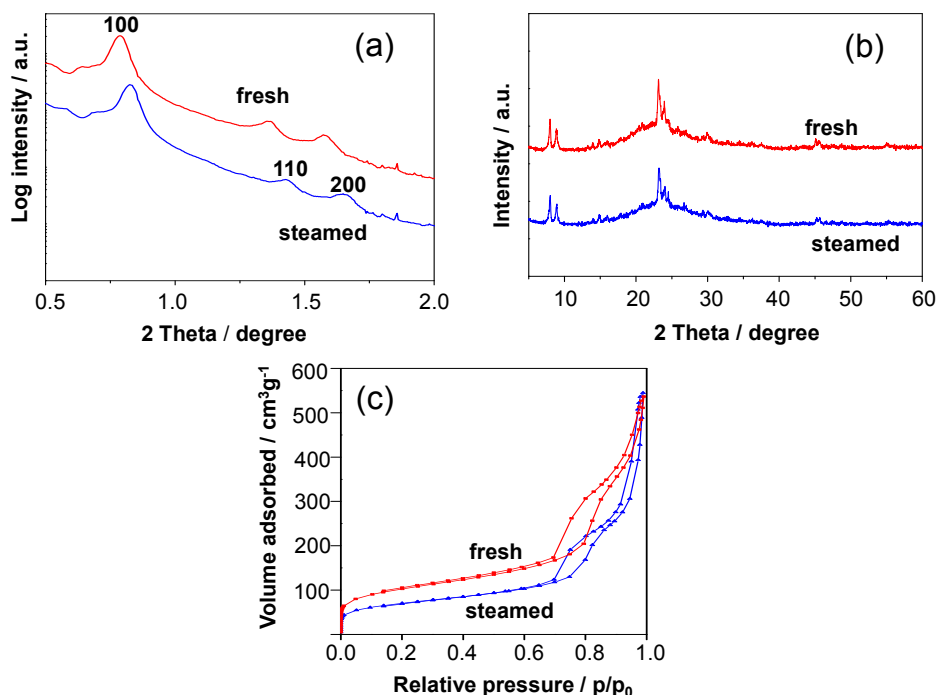 (a)
100
fresh
110
200
steamed
Log intensity / a.u.
0.5 1.0 1.5 2.0
2 Theta / degree
(b)
fresh
steamed
Intensity / a.u.
10 20 30 40 50 60
2 Theta / degree
(c)
600
500
400
300
200
100
fresh
steamed
Volume adsorbed / cm³g⁻¹
0.0 0.2 0.4 0.6 0.8 1.0
Relative pressure / p/p₀